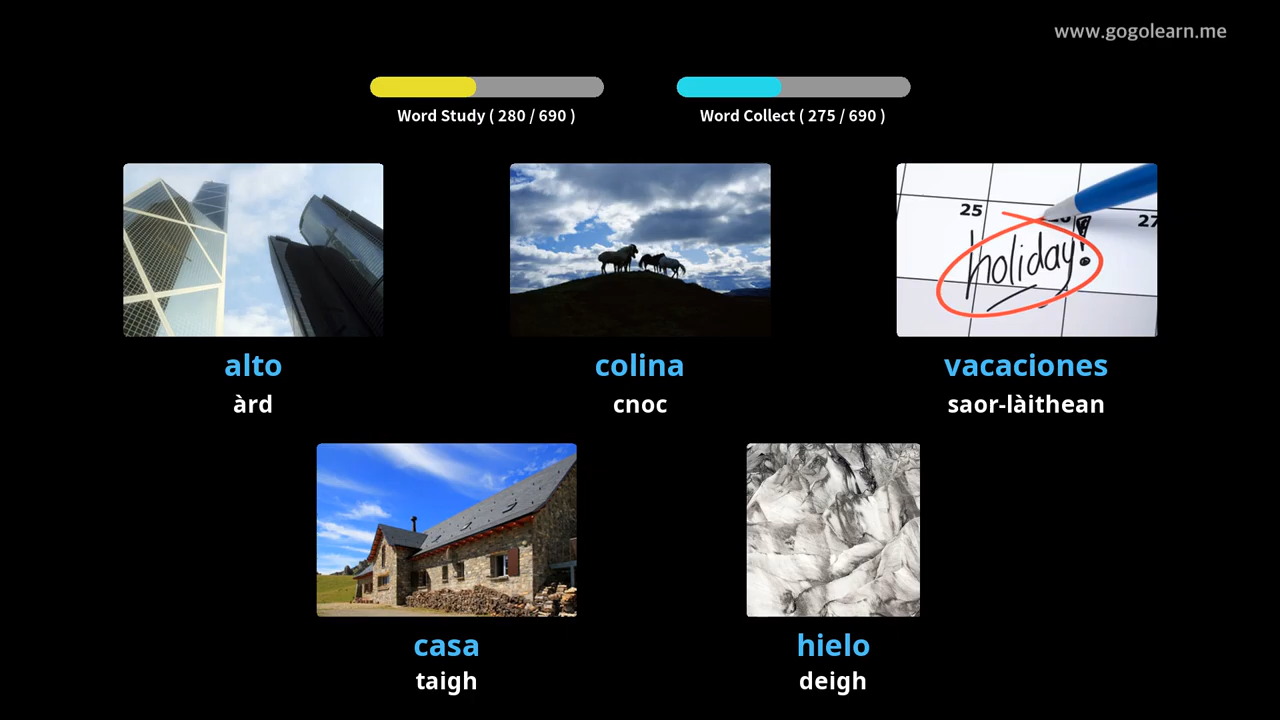 www.gogolearn.me
Word Study ( 280 / 690 )
Word Collect ( 275 / 690 )
25
27
holiday!
alto
colina
vacaciones
àrd
cnoc
saor-làithean
casa
hielo
taigh
deigh